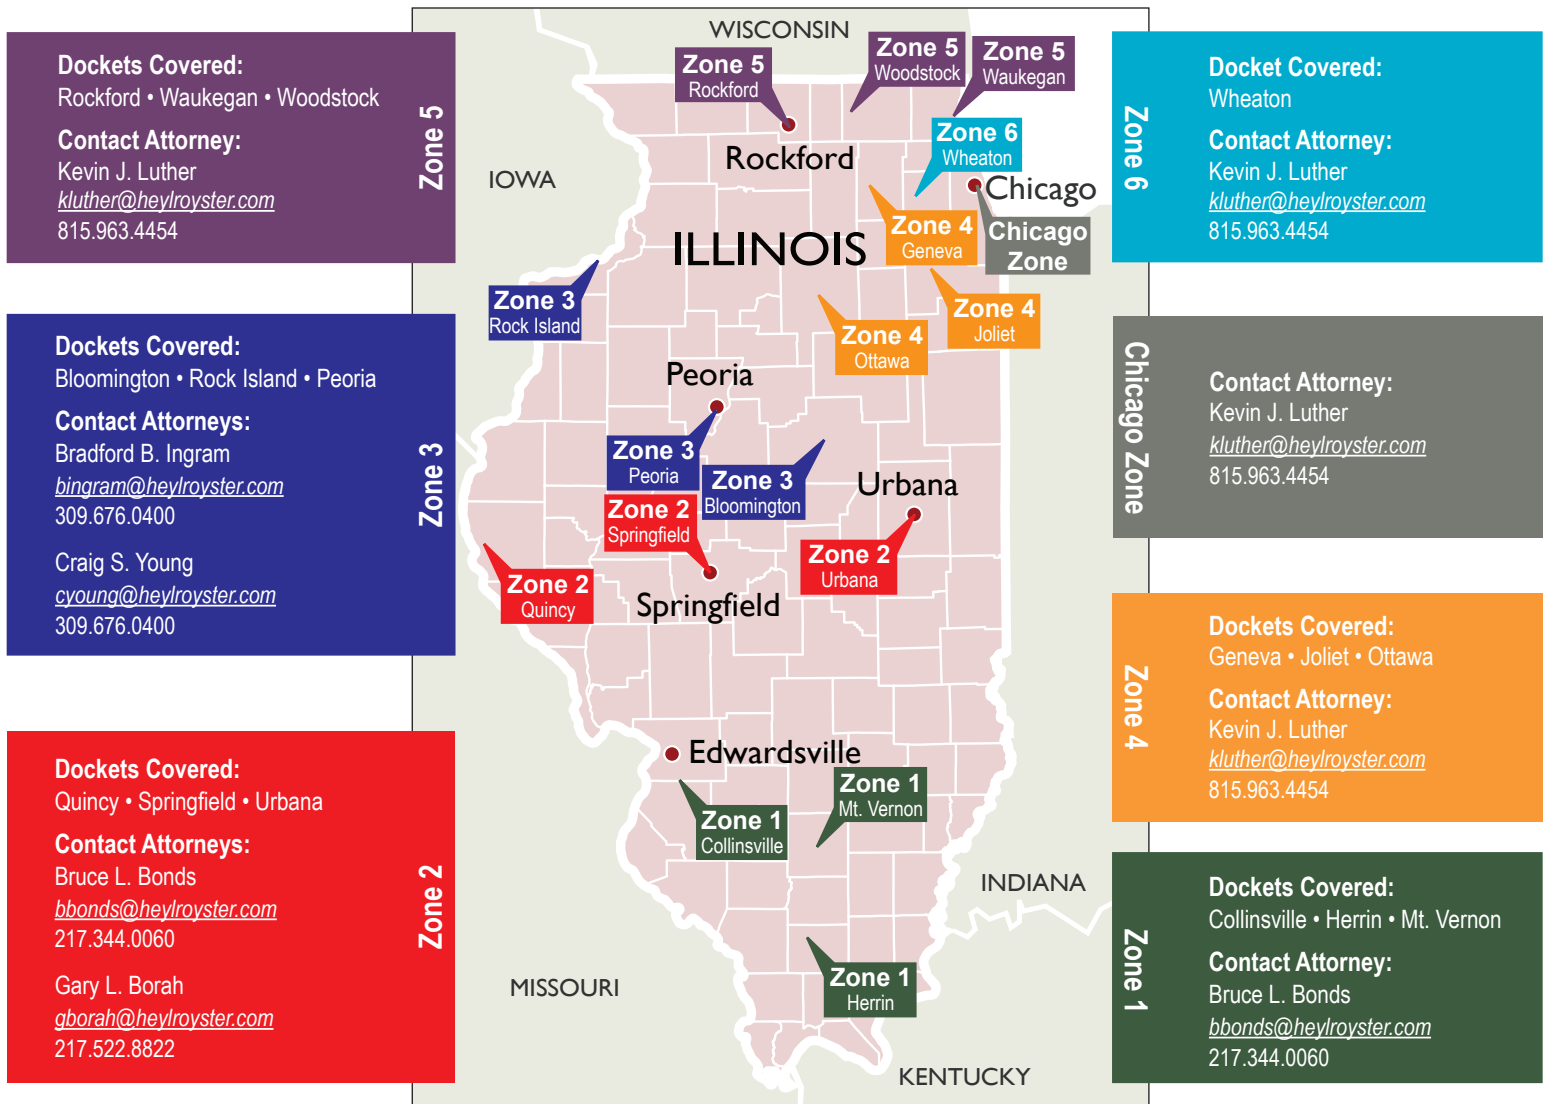 Dockets Covered:
Rockford • Waukegan • Woodstock
Contact Attorney:
Kevin J. Luther
kluther@heylroyster.com
815.963.4454
Zone 5
Dockets Covered:
Bloomington • Rock Island • Peoria
Contact Attorneys:
Bradford B. Ingram
bingram@heylroyster.com
309.676.0400
Craig S. Young
cyoung@heylroyster.com
309.676.0400
Zone 3
Dockets Covered:
Quincy • Springfield • Urbana
Contact Attorneys:
Bruce L. Bonds
bbonds@heylroyster.com
217.344.0060
Gary L. Borah
gborah@heylroyster.com
217.522.8822
Zone 2
WISCONSIN
Zone 5
Rockford
Zone 5
Woodstock
Zone 5
Waukegan
Rockford
Zone 6
Wheaton
IOWA
Chicago
Chicago
Zone
Zone 4
Geneva
ILLINOIS
Zone 3
Rock Island
Zone 4
Joliet
Zone 4
Ottawa
Peoria
Zone 3
Peoria
Zone 3
Bloomington
Urbana
Zone 2
Springfield
Zone 2
Urbana
Zone 2
Quincy
Springfield
Edwardsville
Zone 1
Mt. Vernon
Zone 1
Collinsville
INDIANA
Zone 1
Herrin
MISSOURI
KENTUCKY
Zone 6
Docket Covered:
Wheaton
Contact Attorney:
Kevin J. Luther
kluther@heylroyster.com
815.963.4454
Chicago Zone
Contact Attorney:
Kevin J. Luther
kluther@heylroyster.com
815.963.4454
Zone 4
Dockets Covered:
Geneva • Joliet • Ottawa
Contact Attorney:
Kevin J. Luther
kluther@heylroyster.com
815.963.4454
Zone 1
Dockets Covered:
Collinsville • Herrin • Mt. Vernon
Contact Attorney:
Bruce L. Bonds
bbonds@heylroyster.com
217.344.0060